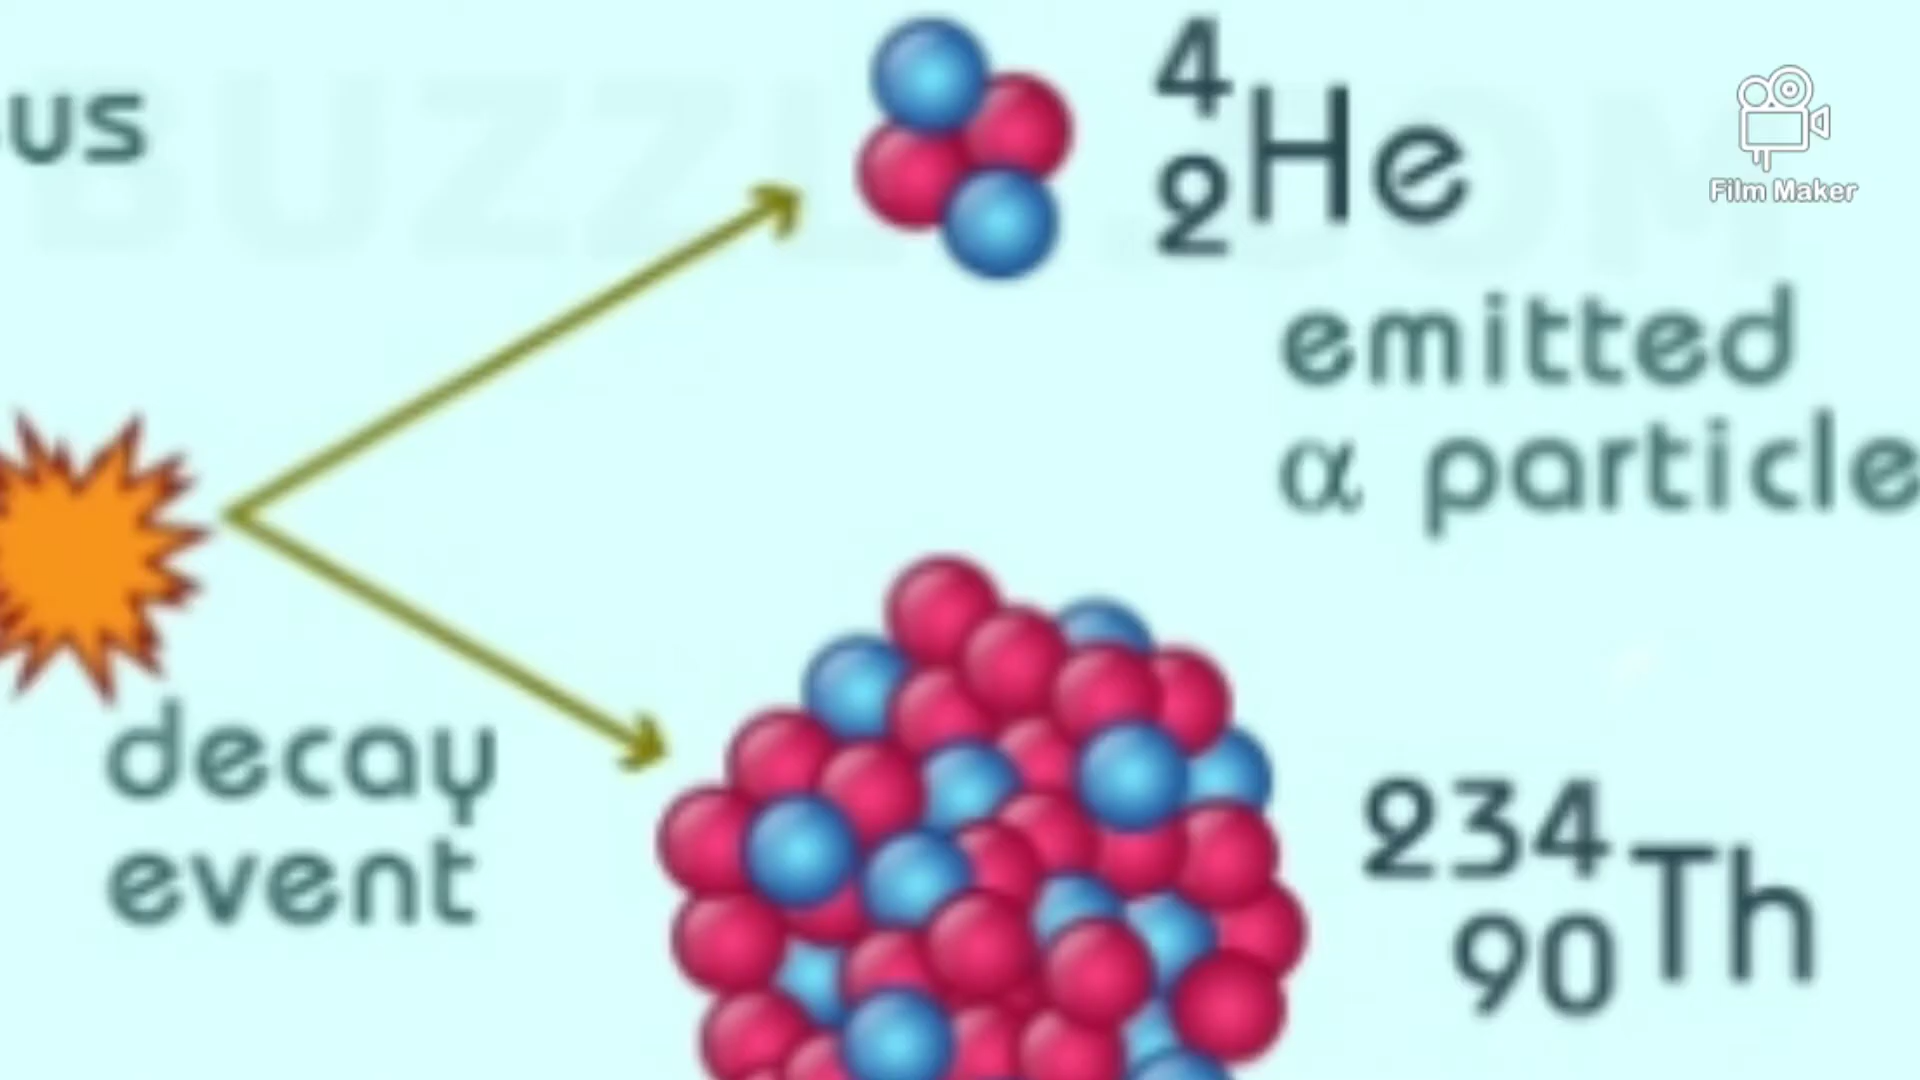 us
4
2He
emitted
α particle
decay
event
234
90Th
Film Maker